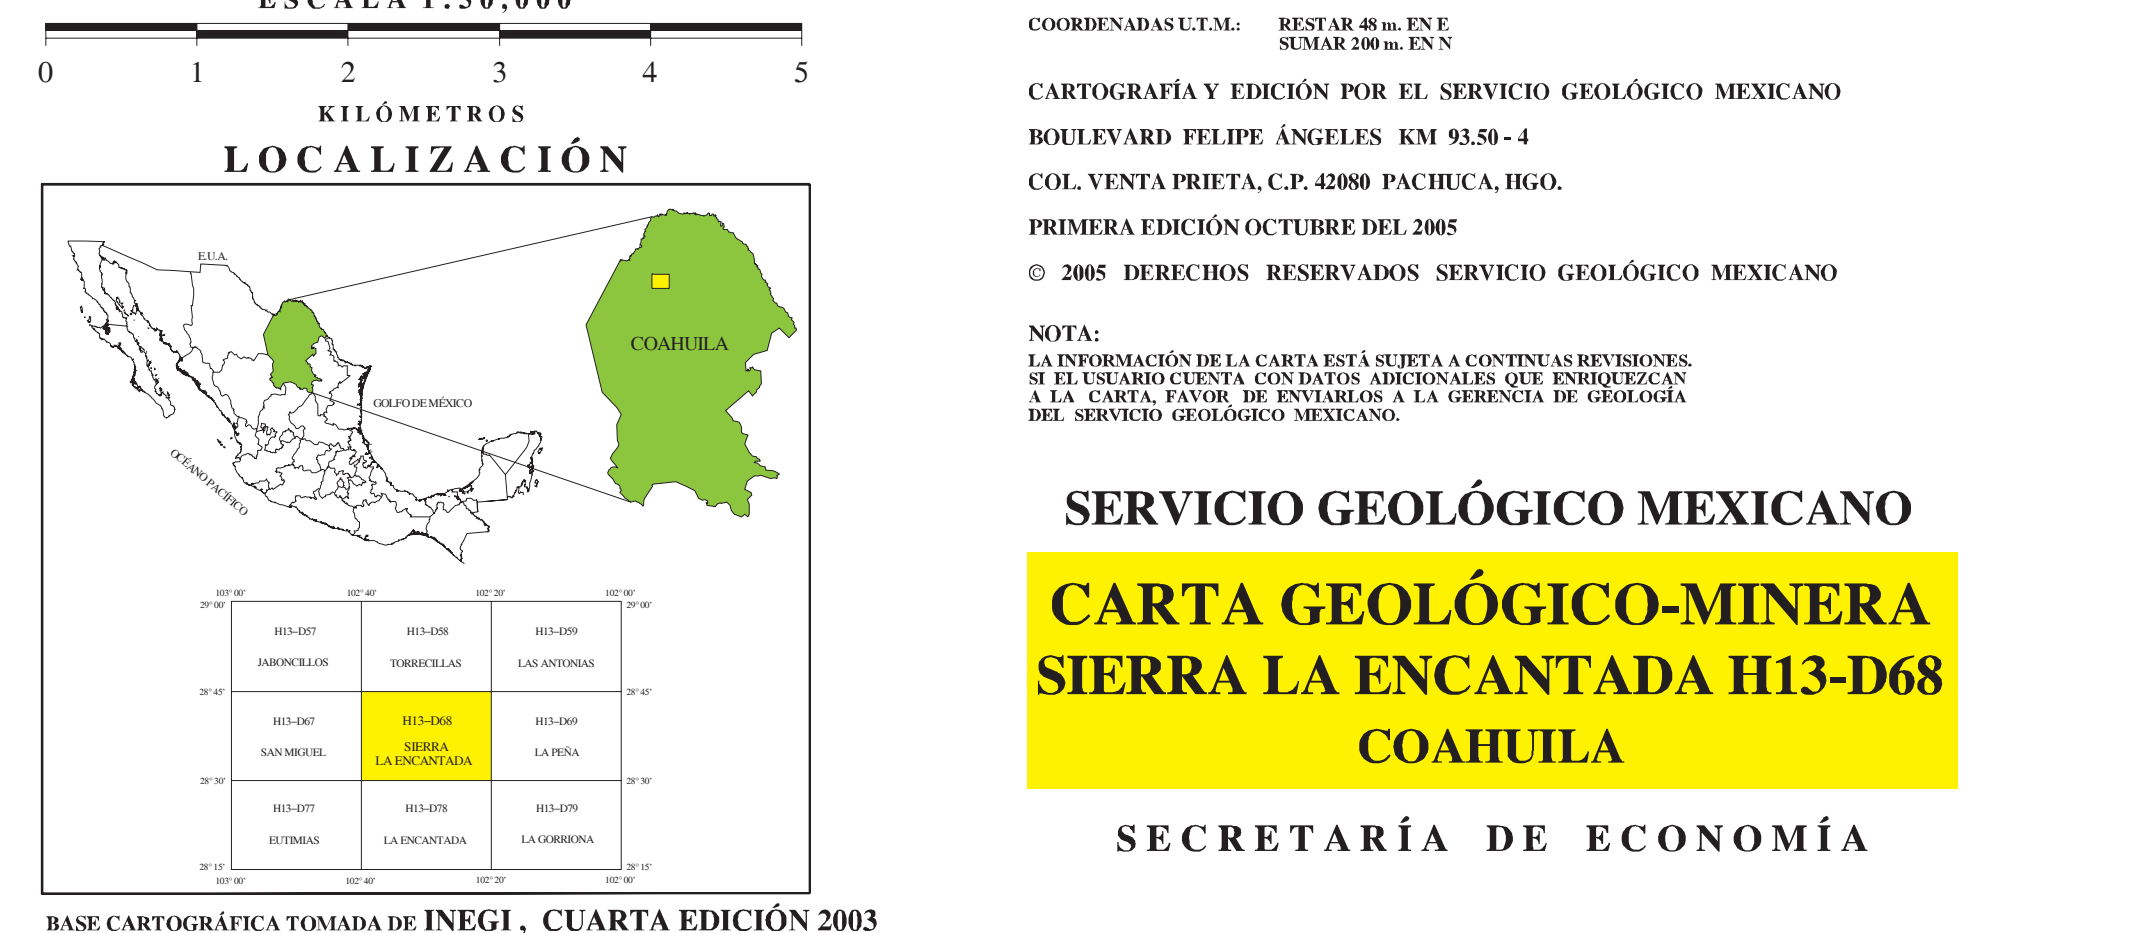 ESCALA 1:50,000
0 1 2 3 4 5
KILÓMETROS
LOCALIZACIÓN
E.U.A.
COAHUILA
GOLFO DE MÉXICO
OCÉANO PACÍFICO
103° 00' 102° 40' 102° 20' 102° 00'
29° 00' 29° 00'
H13–D57 H13–D58 H13–D59
JABONCILLOS TORRECILLAS LAS ANTONIAS
28° 45' 28° 45'
H13–D67 H13–D68 H13–D69
SAN MIGUEL SIERRA LA PEÑA
LA ENCANTADA
28° 30' 28° 30'
H13–D77 H13–D78 H13–D79
EUTIMIAS LA ENCANTADA LA GORRIONA
28° 15' 28° 15'
103° 00' 102° 40' 102° 20' 102° 00'
BASE CARTOGRÁFICA TOMADA DE INEGI , CUARTA EDICIÓN 2003
COORDENADAS U.T.M.: RESTAR 48 m. EN E
SUMAR 200 m. EN N
CARTOGRAFÍA Y EDICIÓN POR EL SERVICIO GEOLÓGICO MEXICANO
BOULEVARD FELIPE ÁNGELES KM 93.50 - 4
COL. VENTA PRIETA, C.P. 42080 PACHUCA, HGO.
PRIMERA EDICIÓN OCTUBRE DEL 2005
© 2005 DERECHOS RESERVADOS SERVICIO GEOLÓGICO MEXICANO
NOTA:
LA INFORMACIÓN DE LA CARTA ESTÁ SUJETA A CONTINUAS REVISIONES.
SI EL USUARIO CUENTA CON DATOS ADICIONALES QUE ENRIQUEZCAN
A LA CARTA, FAVOR DE ENVIARLOS A LA GERENCIA DE GEOLOGÍA
DEL SERVICIO GEOLÓGICO MEXICANO.
SERVICIO GEOLÓGICO MEXICANO
CARTA GEOLÓGICO-MINERA
SIERRA LA ENCANTADA H13-D68
COAHUILA
SECRETARÍA DE ECONOMÍA